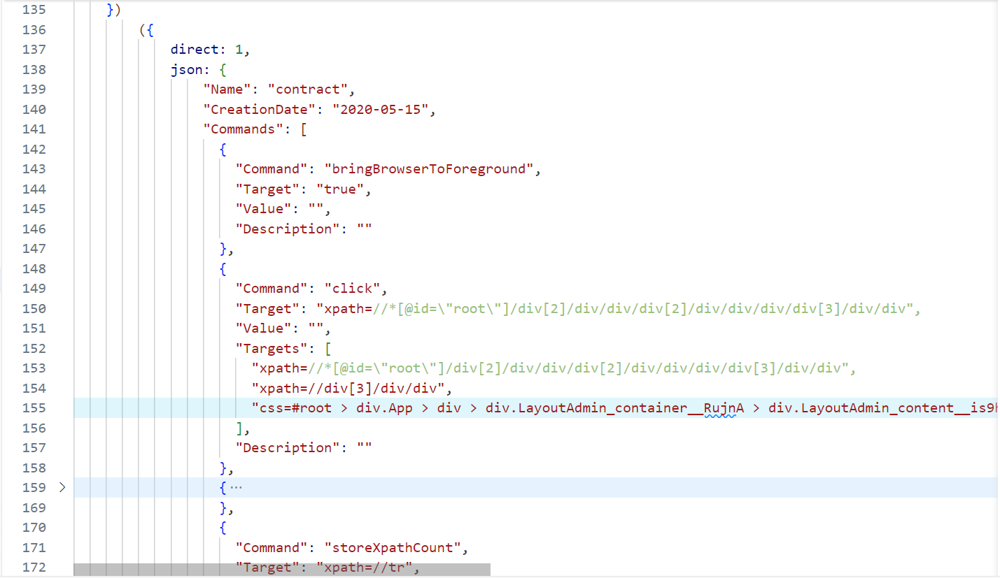 135 })
136 ({
137 direct: 1,
138 json: {
139 "Name": "contract",
140 "CreationDate": "2020-05-15",
141 "Commands": [
142 {
143 "Command": "bringBrowserToForeground",
144 "Target": "true",
145 "Value": "",
146 "Description": ""
147 },
148 {
149 "Command": "click",
150 "Target": "xpath=//*[@id=\"root\"]/div[2]/div/div/div[2]/div/div/div/div[3]/div/div",
151 "Value": "",
152 "Targets": [
153 "xpath=//*[@id=\"root\"]/div[2]/div/div/div[2]/div/div/div/div[3]/div/div",
154 "xpath=//div[3]/div/div",
155 "css=#root > div.App > div > div.LayoutAdmin_container__RujnA > div.LayoutAdmin_content__is9h
156 ],
157 "Description": ""
158 },
159 > {···
169 },
170 {
171 "Command": "storeXpathCount",
172 "Target": "xpath=//tr",